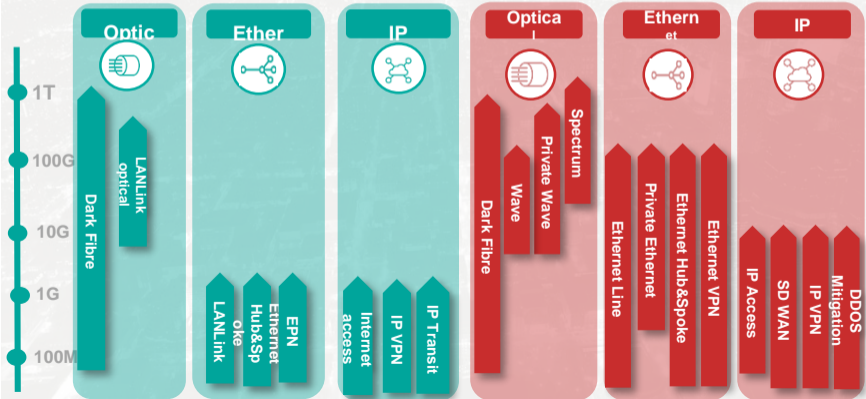 Optic
Ether
IP
Optica
l
Ethern
et
IP
1T
100G
10G
1G
100M
Dark Fibre
LANLink
optical
LANLink
Ethernet
Hub&Sp
oke
EPN
Internet
access
IP VPN
IP Transit
Dark Fibre
Wave
Private Wave
Spectrum
Ethernet Line
Private Ethernet
Ethernet Hub&Spoke
Ethernet VPN
IP Access
SD WAN
IP VPN
DDOS
Mitigation